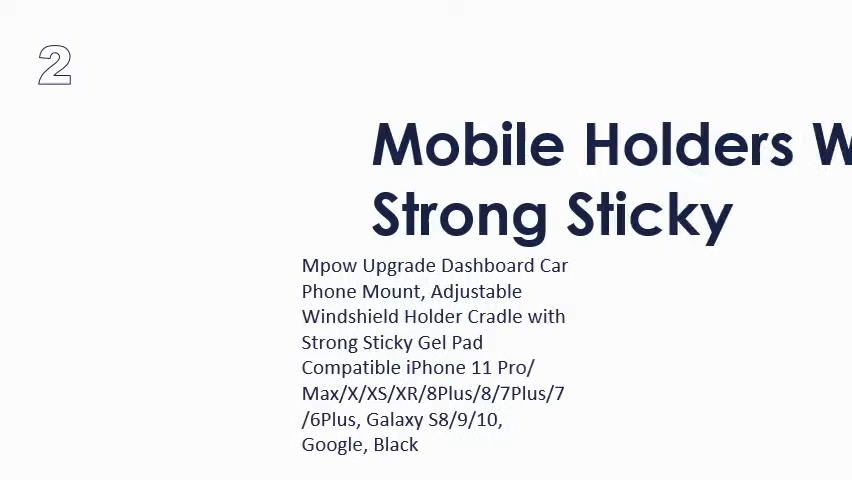 2
Mobile Holders
Strong Sticky
Mpow Upgrade Dashboard Car
Phone Mount, Adjustable
Windshield Holder Cradle with
Strong Sticky Gel Pad
Compatible iPhone 11 Pro/
Max/X/XS/XR/8Plus/8/7Plus/7
/6Plus, Galaxy S8/9/10,
Google, Black